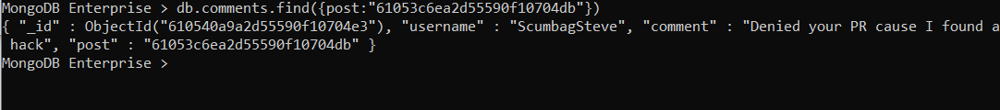 MongoDB Enterprise > db.comments.find({post:"61053c6ea2d55590f10704db"})
{ "_id" : ObjectId("610540a9a2d55590f10704e3"), "username" : "ScumbagSteve", "comment" : "Denied your PR cause I found a
 hack", "post" : "61053c6ea2d55590f10704db" }
MongoDB Enterprise >